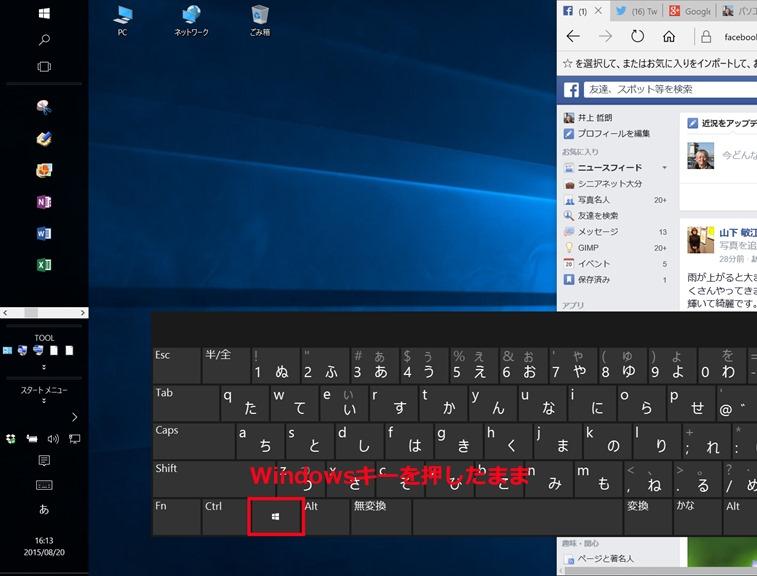 PC
ネットワーク
ごみ箱
TOOL
スタート メニュー
あ
16:13
2015/08/20
(1)
(16) Tw
Google
パソコ
facebool
☆ を選択して、またはお気に入りをインポートして、お
友達、スポット等を検索
井上 哲朗
プロフィールを編集
お気に入り
ニュースフィード
シニアネット大分
写真名人 20+
友達を検索
メッセージ 13
GIMP 20+
イベント 5
保存済み 1
アプリ
近況をアップデ
今どんな
山下 敏江
写真を追
28分前
雨が上がると大ま
くさんやってきま
輝いて綺麗です。
Esc 半/全 ! 1 ぬ " 2 ふ # ぁ 3 あ $ ぅ 4 う % ぇ 5 え & ぉ 6 お ' ゃ 7 や ( ゅ 8 ゆ ) ょ 9 よ を 0 わ = -
Tab q た w て e ぃ い r す t か y ん u な i に o ら p せ ` @ ゛
Caps a ち s と d し f は g き h く j ま k の l り + ; れ * :
Shift z つ x さ c そ v ひ b こ n み m も < 、 , ね > 。 . る ? ・ / め
Windowsキーを押したまま
Fn Ctrl Alt 無変換 変換 かな Alt
趣味・関心
ページと著名人